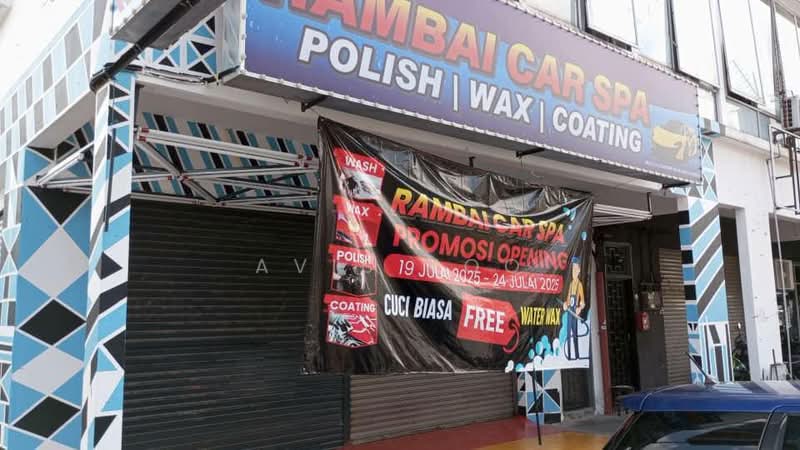 RAMBAI CAR SPA
POLISH | WAX | COATING
WASH
WAX
POLISH
COATING
RAMBAI CAR SPA
PROMOSI OPENING
19 JULAI 2025 - 24 JULAI 2025
CUCI BIASA
FREE
WATER WAX